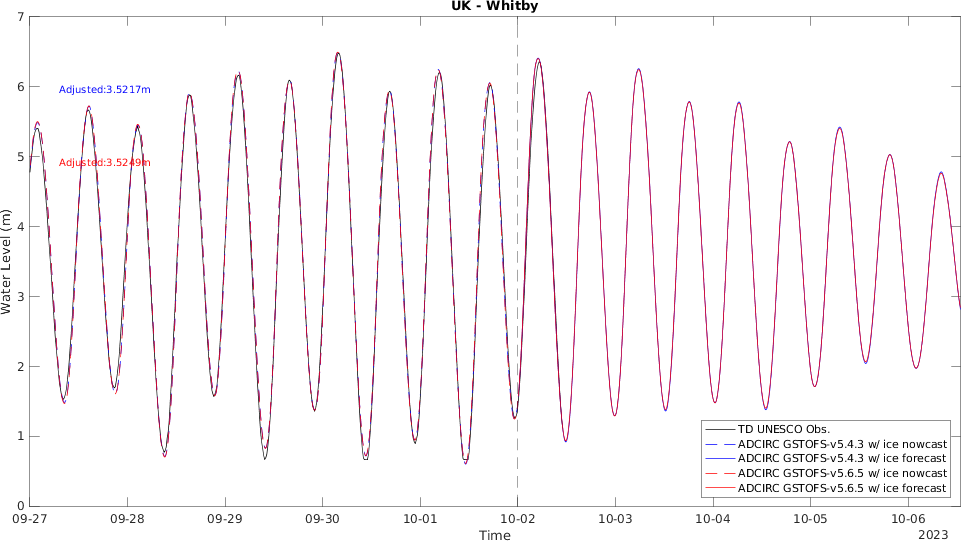 UK - Whitby
7
6
5
4
3
2
1
0
Water Level (m)
Adjusted:3.5217m
Adjusted:3.5249m
TD UNESCO Obs.
ADCIRC GSTOFS-v5.4.3 w/ ice nowcast
ADCIRC GSTOFS-v5.4.3 w/ ice forecast
ADCIRC GSTOFS-v5.6.5 w/ ice nowcast
ADCIRC GSTOFS-v5.6.5 w/ ice forecast
09-27 09-28 09-29 09-30 10-01 10-02 10-03 10-04 10-05 10-06
Time
2023